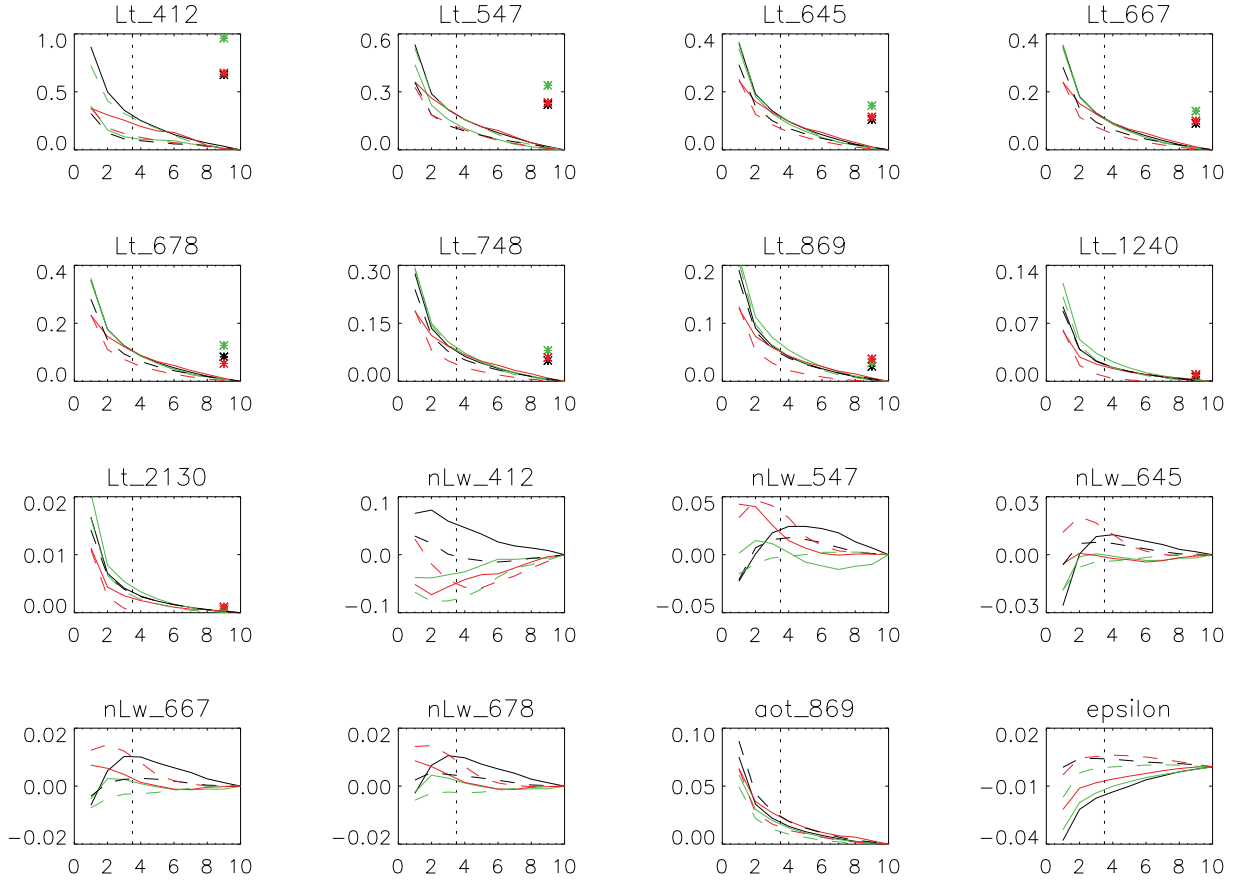 Lt_412 Lt_547 Lt_645 Lt_667
1.0 0.6 0.4 0.4
0.5 0.3 0.2 0.2
0.0 0.0 0.0 0.0
0 2 4 6 8 10 0 2 4 6 8 10 0 2 4 6 8 10 0 2 4 6 8 10
Lt_678 Lt_748 Lt_869 Lt_1240
0.4 0.30 0.2 0.14
0.2 0.15 0.1 0.07
0.0 0.00 0.0 0.00
0 2 4 6 8 10 0 2 4 6 8 10 0 2 4 6 8 10 0 2 4 6 8 10
Lt_2130 nLw_412 nLw_547 nLw_645
0.02 0.1 0.05 0.03
0.01 0.0 0.00 0.00
0.00 −0.1 −0.05 −0.03
0 2 4 6 8 10 0 2 4 6 8 10 0 2 4 6 8 10 0 2 4 6 8 10
nLw_667 nLw_678 aot_869 epsilon
0.02 0.02 0.10 0.02
0.00 0.00 0.05 −0.01
−0.02 −0.02 0.00 −0.04
0 2 4 6 8 10 0 2 4 6 8 10 0 2 4 6 8 10 0 2 4 6 8 10